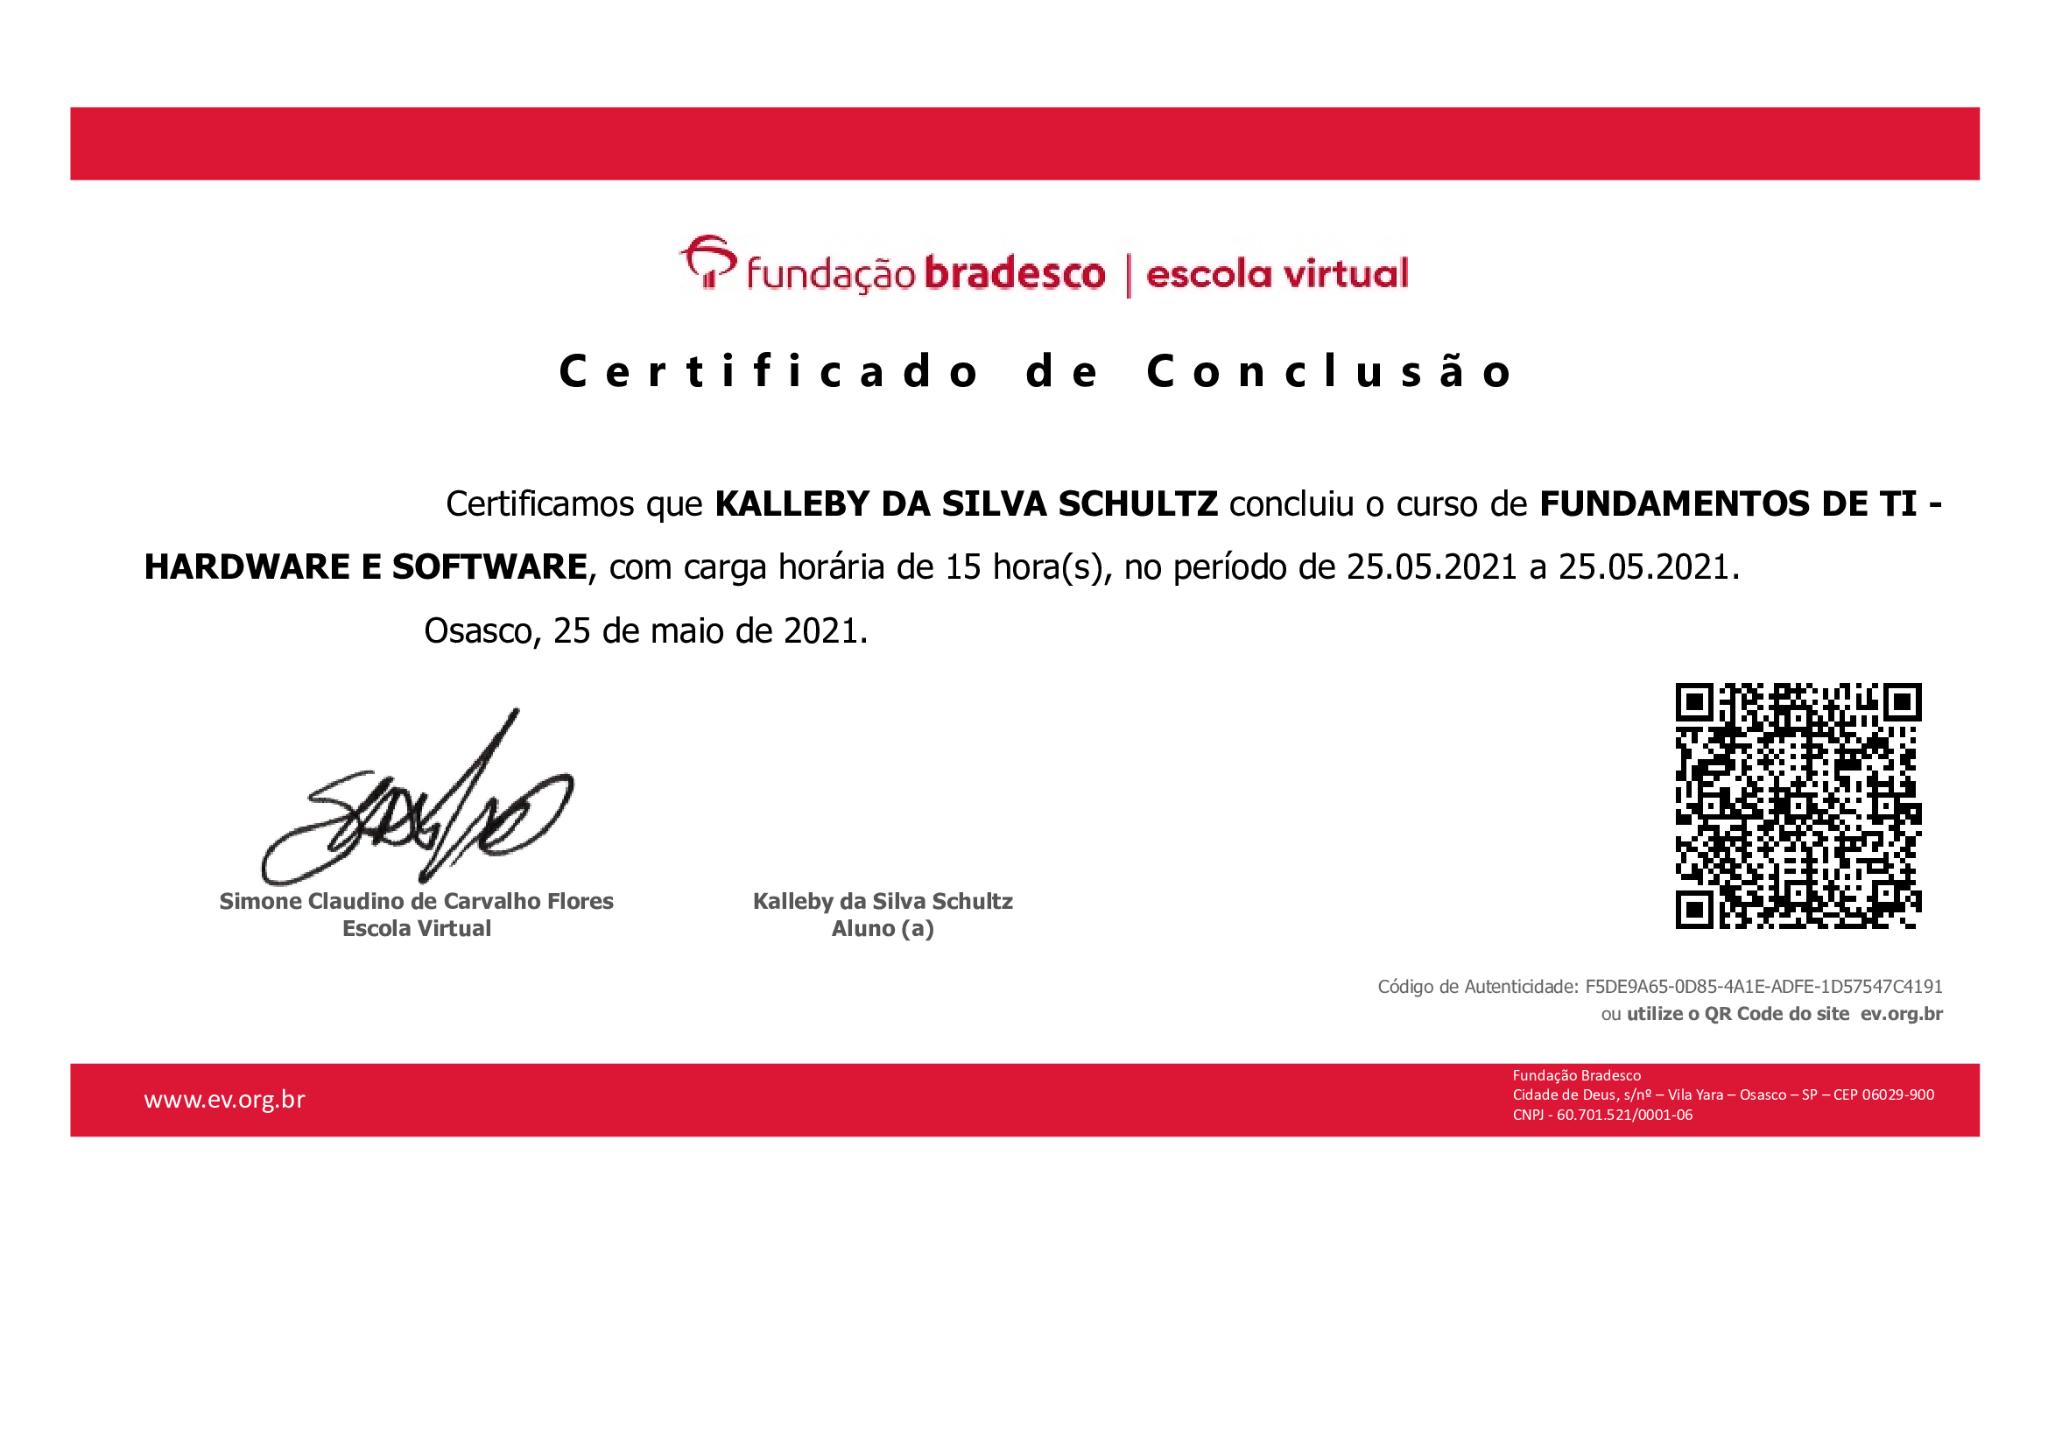 fundação bradesco | escola virtual
Certificado de Conclusão
Certificamos que KALLEBY DA SILVA SCHULTZ concluiu o curso de FUNDAMENTOS DE TI -
HARDWARE E SOFTWARE, com carga horária de 15 hora(s), no período de 25.05.2021 a 25.05.2021.
Osasco, 25 de maio de 2021.
Simone Claudino de Carvalho Flores
Escola Virtual
Kalleby da Silva Schultz
Aluno (a)
Código de Autenticidade: F5DE9A65-0D85-4A1E-ADFE-1D57547C4191
ou utilize o QR Code do site ev.org.br
www.ev.org.br
Fundação Bradesco
Cidade de Deus, s/nº – Vila Yara – Osasco – SP – CEP 06029-900
CNPJ - 60.701.521/0001-06